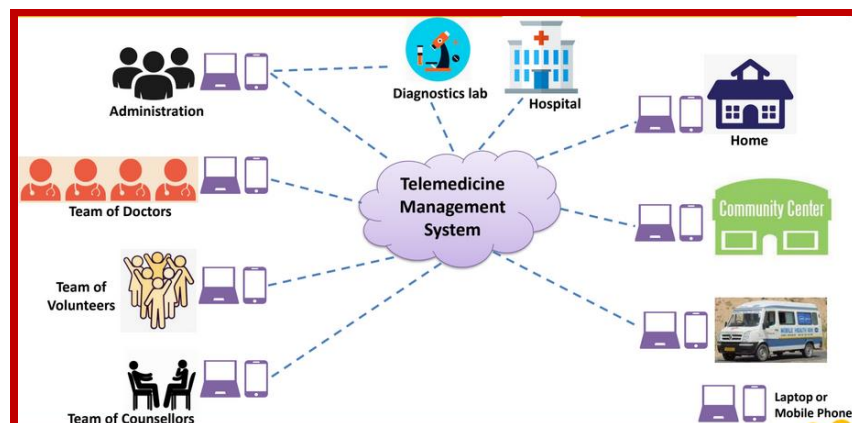 Administration
Diagnostics lab
Hospital
Home
Team of Doctors
Telemedicine
Management
System
Community Center
Team of
Volunteers
Team of Counsellors
Laptop or
Mobile Phone